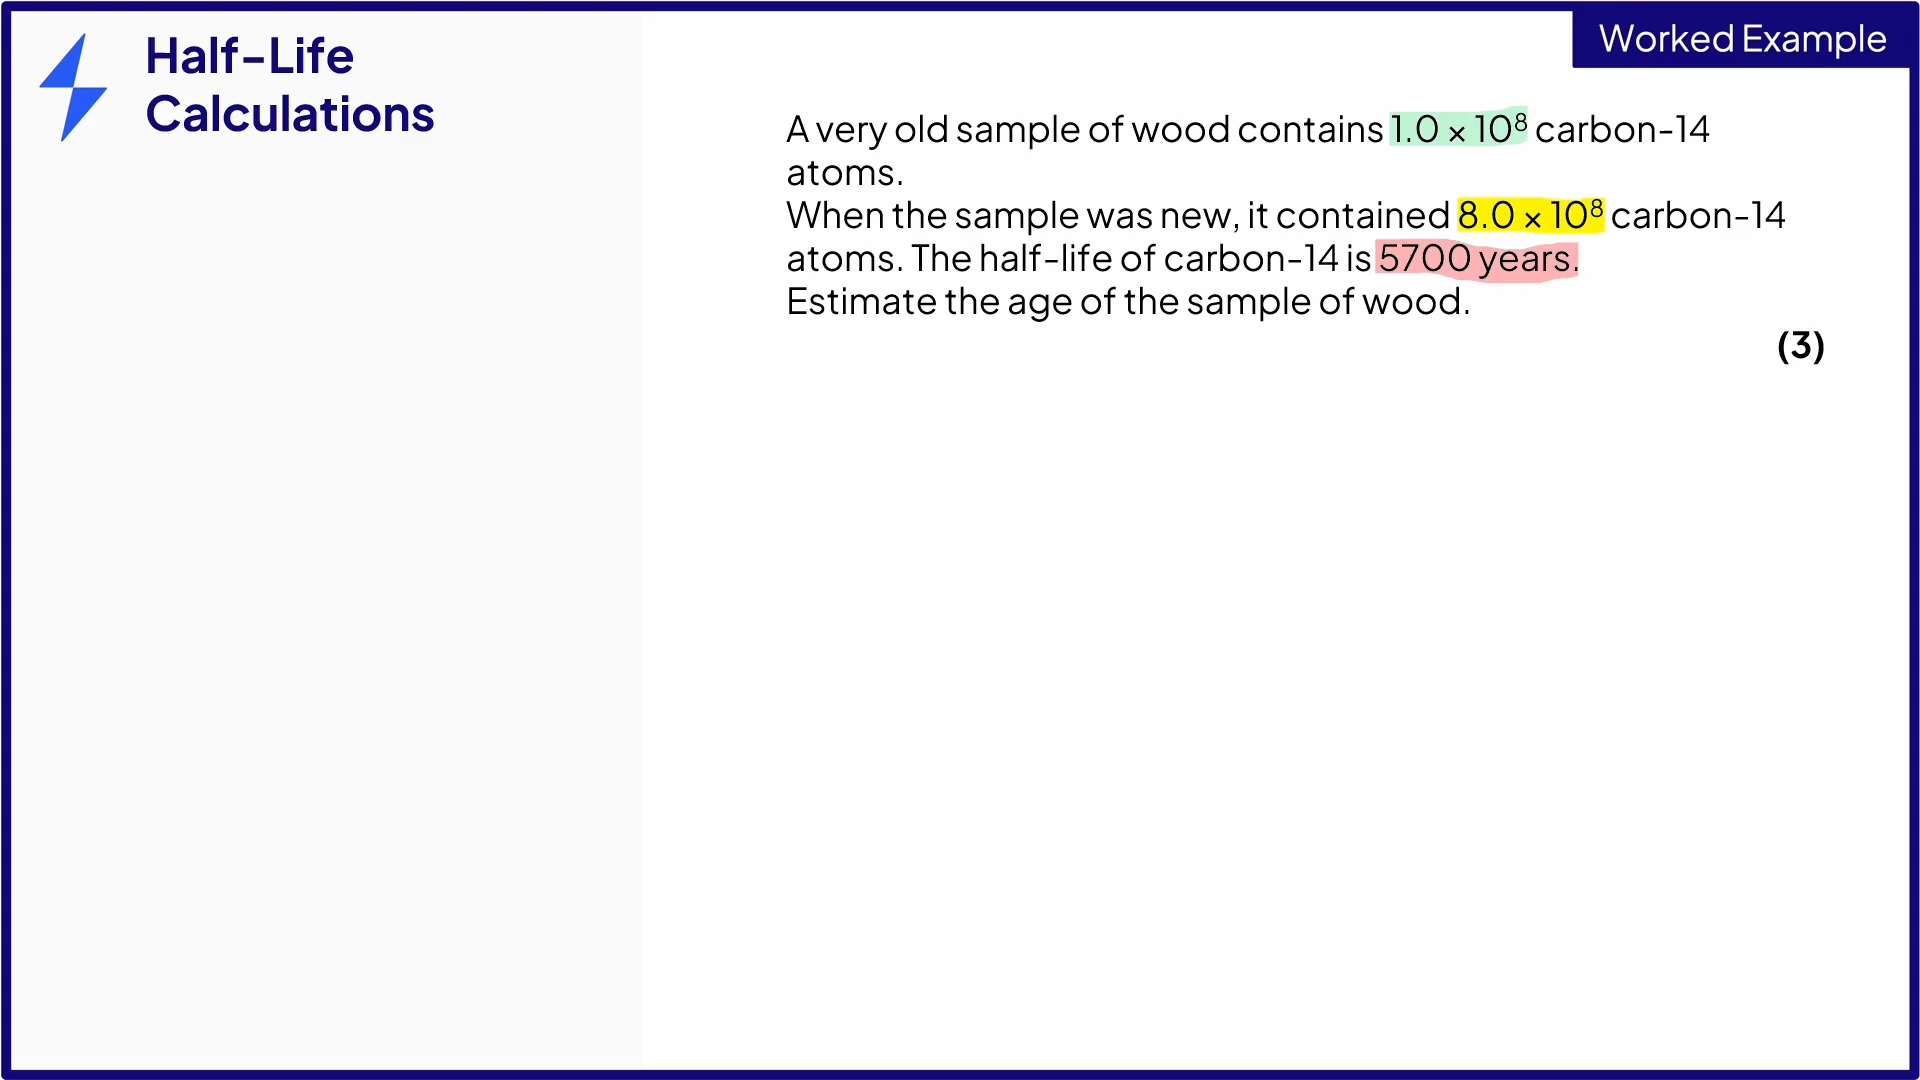 Half-Life
Calculations
Worked Example
A very old sample of wood contains 1.0 × 10⁸ carbon-14
atoms.
When the sample was new, it contained 8.0 × 10⁸ carbon-14
atoms. The half-life of carbon-14 is 5700 years.
Estimate the age of the sample of wood.
(3)